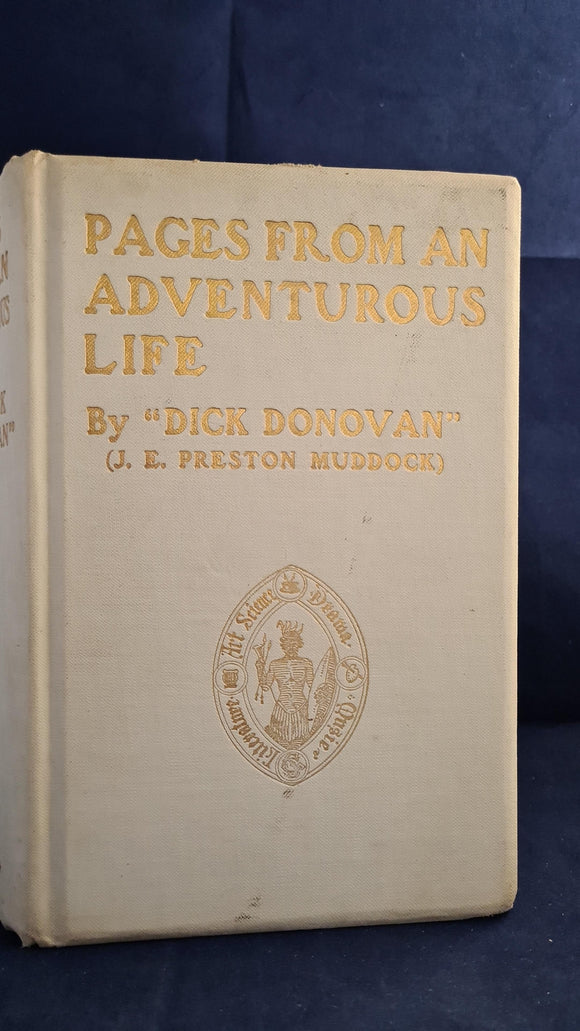 PAGES FROM AN
ADVENTUROUS
LIFE
By "DICK DONOVAN"
(J. E. PRESTON MUDDOCK)
Art Science Drama
Literature Music